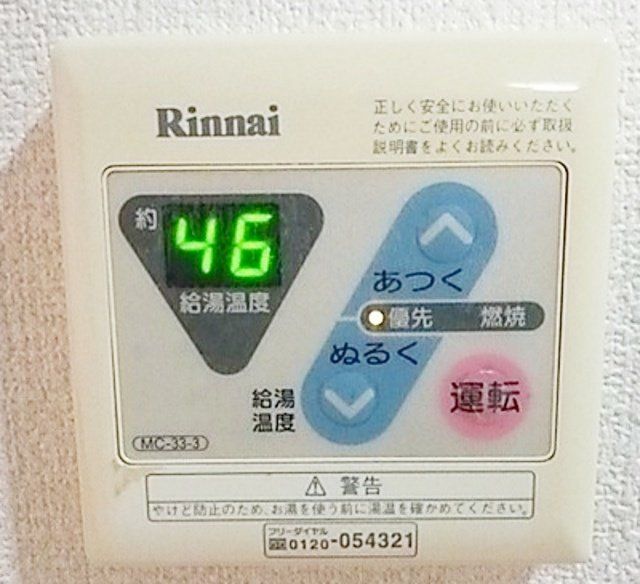 Rinnai
正しく安全にお使いいただく
ためにご使用の前に必ず取扱
説明書をよくお読みください。
約 46
給湯温度
あつく
優先 燃焼
ぬるく
給湯
温度
運転
MC-33-3
⚠ 警告
やけど防止のため、お湯を使う前に湯温を確かめてください。
フリーダイヤル
0120-054321